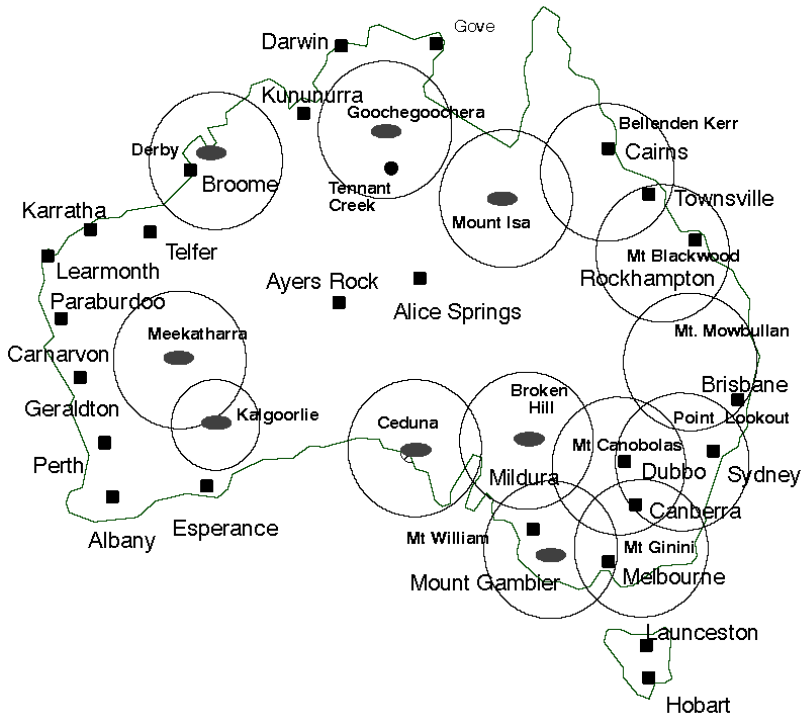 Gove
Darwin
Kununurra
Goochegoochera
Bellenden Kerr
Derby
Cairns
Broome
Tennant
Creek
Townsville
Karratha
Mount Isa
Telfer
Mt Blackwood
Learmonth
Rockhampton
Ayers Rock
Paraburdoo
Alice Springs
Meekatharra
Mt. Mowbullan
Carnarvon
Brisbane
Broken
Hill
Geraldton
Kalgoorlie
Ceduna
Point Lookout
Mt Canobolas
Perth
Mildura
Dubbo
Sydney
Esperance
Canberra
Albany
Mt William
Mt Ginini
Mount Gambier
Melbourne
Launceston
Hobart